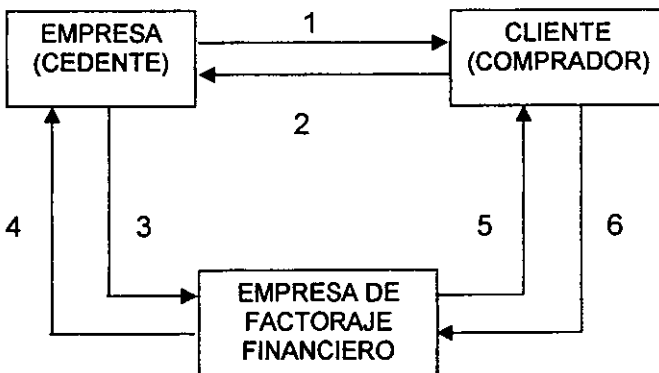 EMPRESA
(CEDENTE)
1
CLIENTE
(COMPRADOR)
2
4
3
5
6
EMPRESA DE
FACTORAJE
FINANCIERO